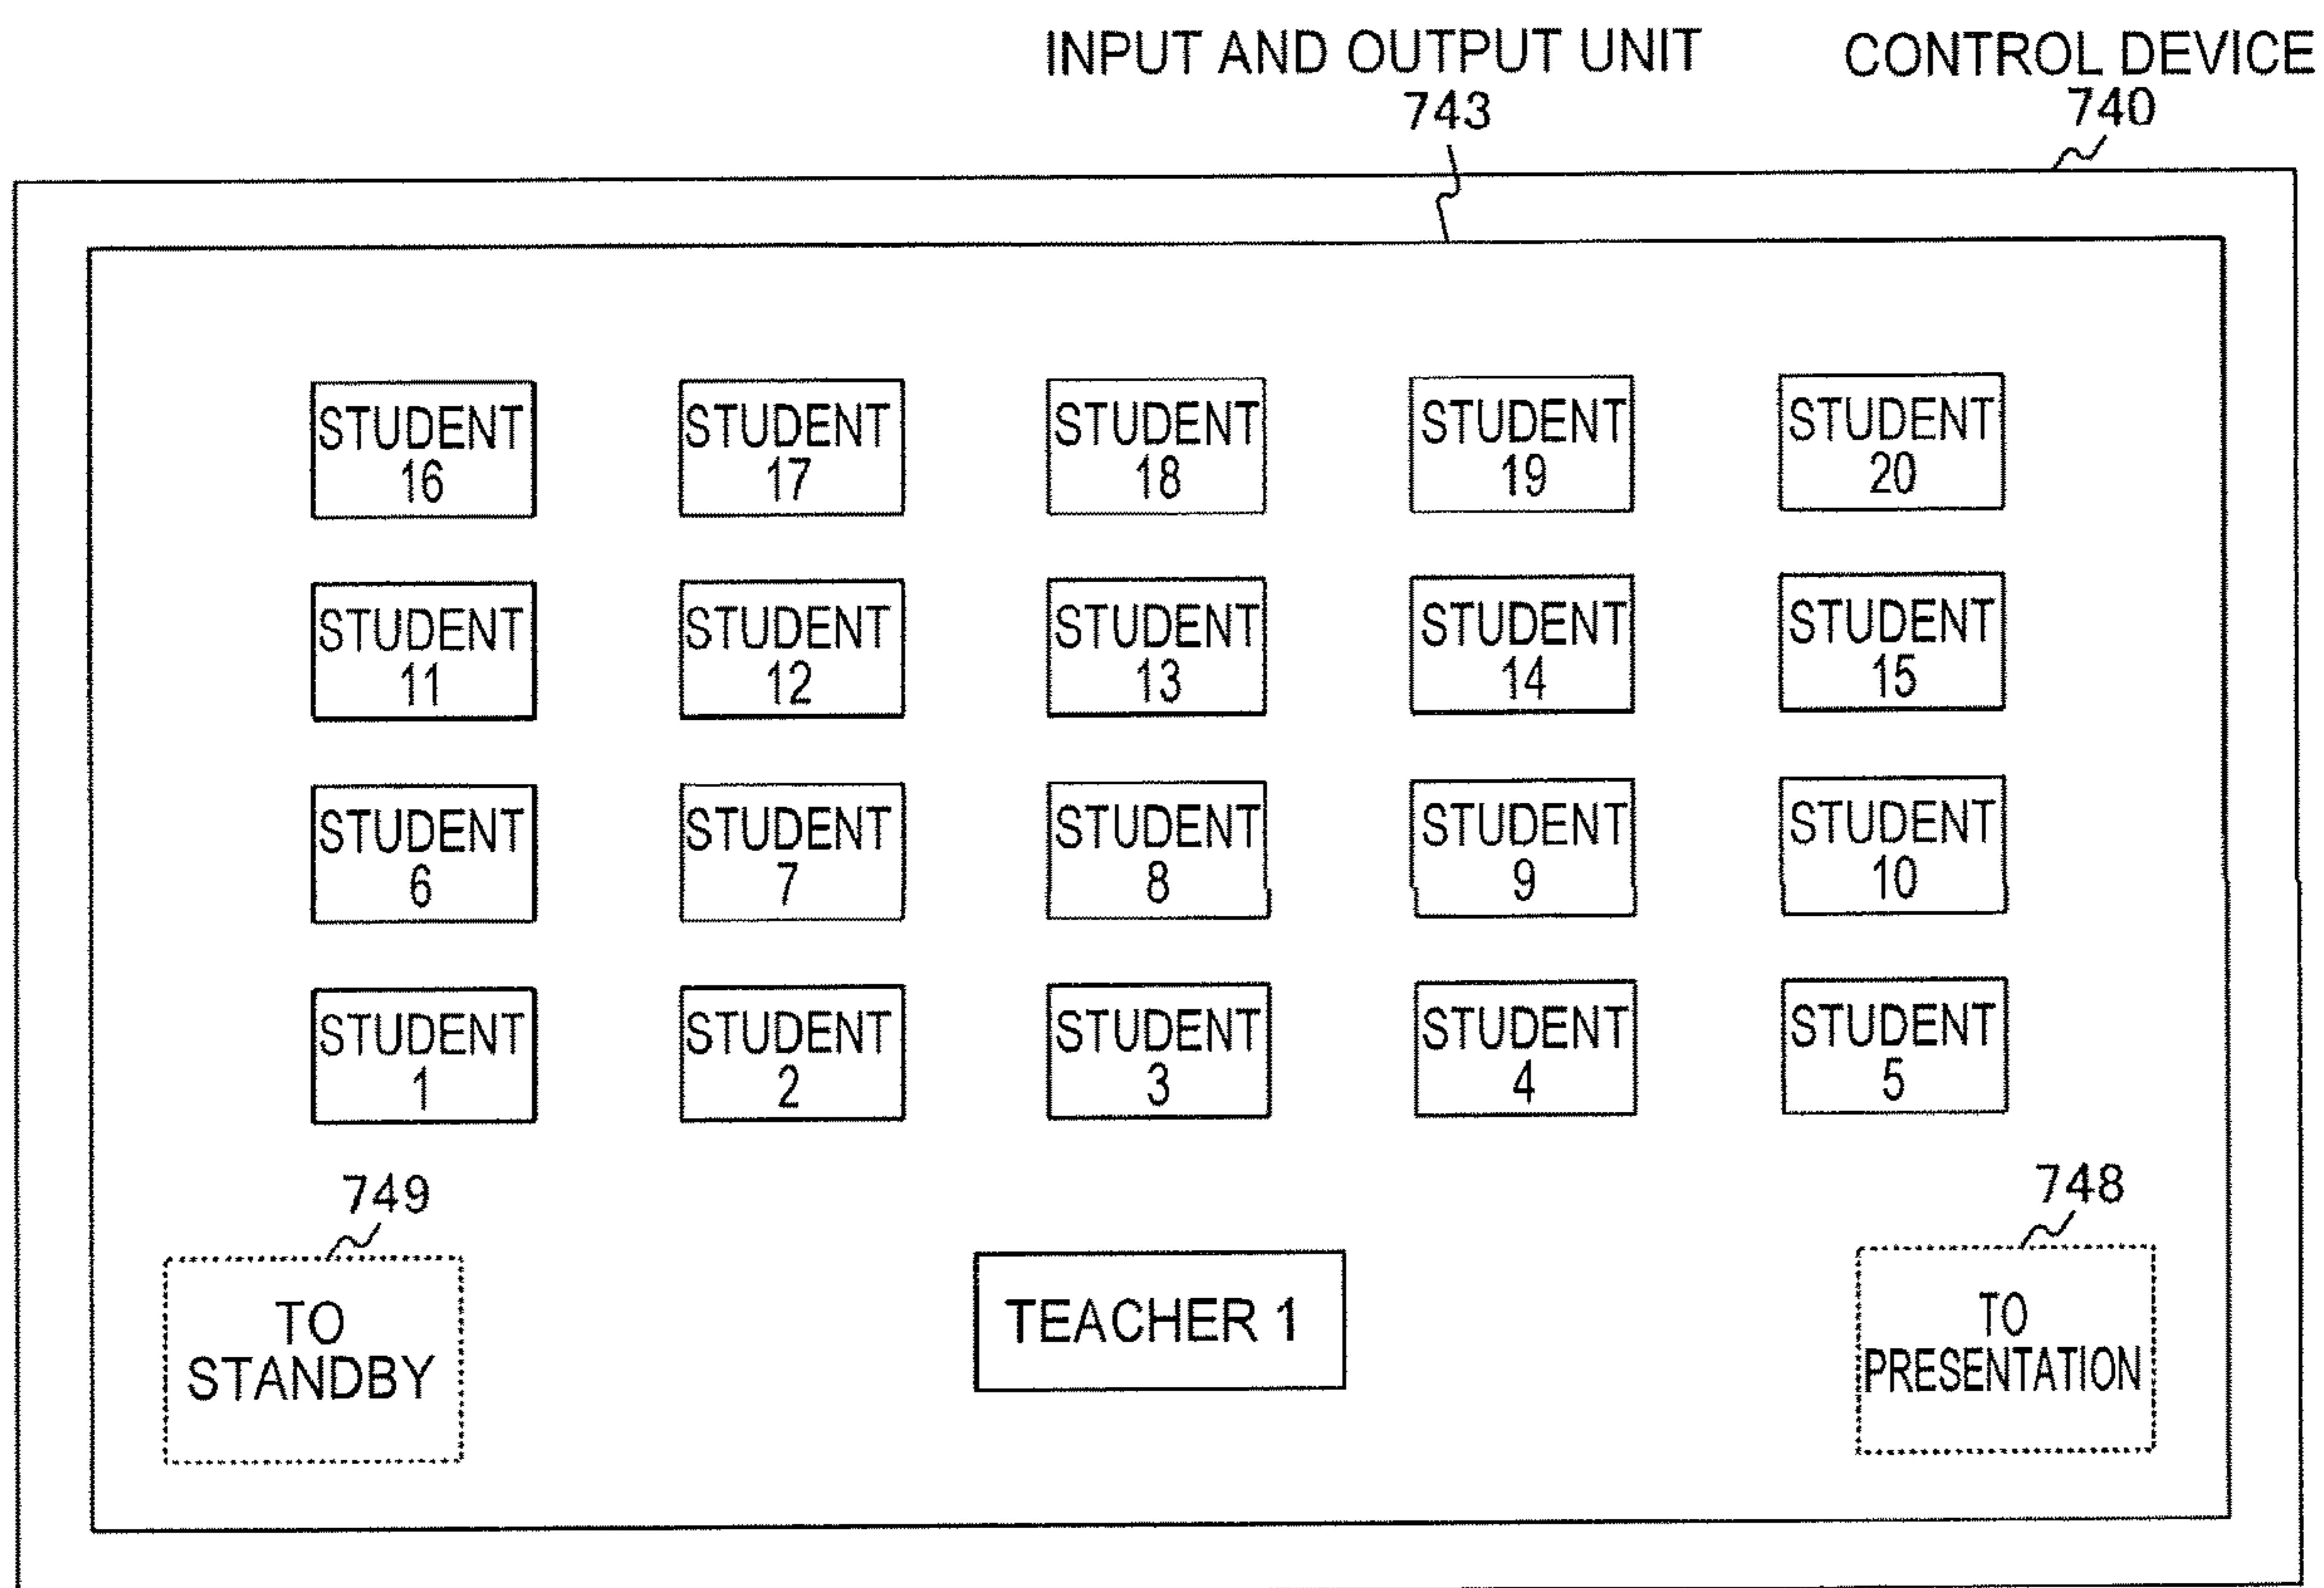 INPUT AND OUTPUT UNIT
743
CONTROL DEVICE
740
STUDENT
16
STUDENT
17
STUDENT
18
STUDENT
19
STUDENT
20
STUDENT
11
STUDENT
12
STUDENT
13
STUDENT
14
STUDENT
15
STUDENT
6
STUDENT
7
STUDENT
8
STUDENT
9
STUDENT
10
STUDENT
1
STUDENT
2
STUDENT
3
STUDENT
4
STUDENT
5
749
TO
STANDBY
TEACHER 1
748
TO
PRESENTATION